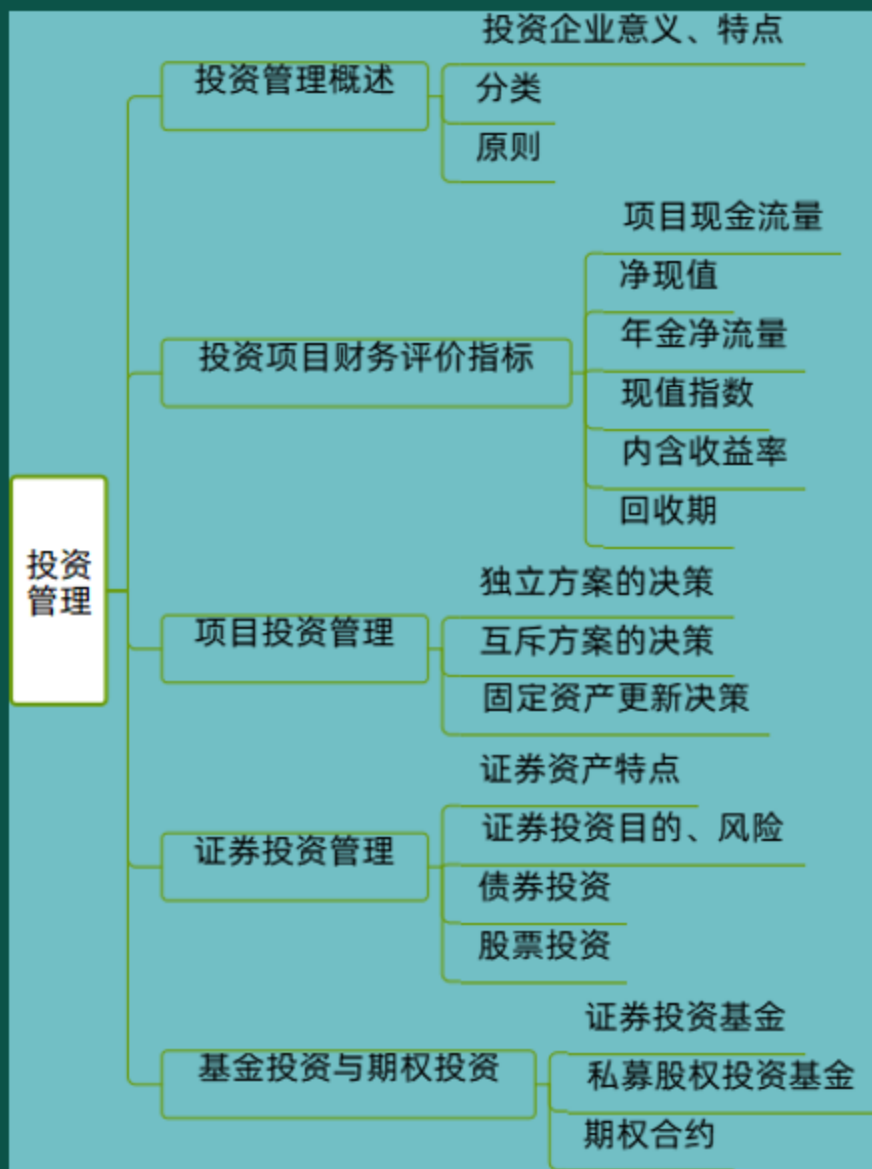 投资
管理
投资管理概述
投资企业意义、特点
分类
原则
投资项目财务评价指标
项目现金流量
净现值
年金净流量
现值指数
内含收益率
回收期
项目投资管理
独立方案的决策
互斥方案的决策
固定资产更新决策
证券投资管理
证券资产特点
证券投资目的、风险
债券投资
股票投资
基金投资与期权投资
证券投资基金
私募股权投资基金
期权合约